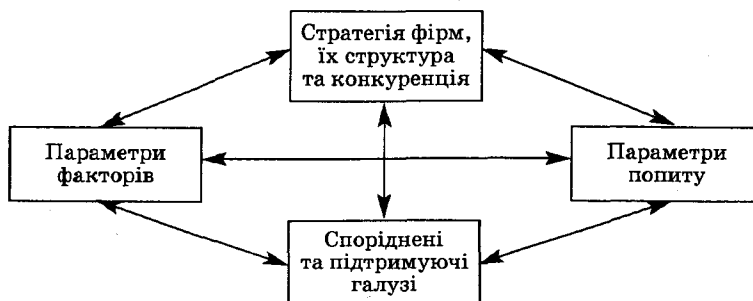 Стратегія фірм,
їх структура
та конкуренція
Параметри
факторів
Параметри
попиту
Споріднені
та підтримуючі
галузі